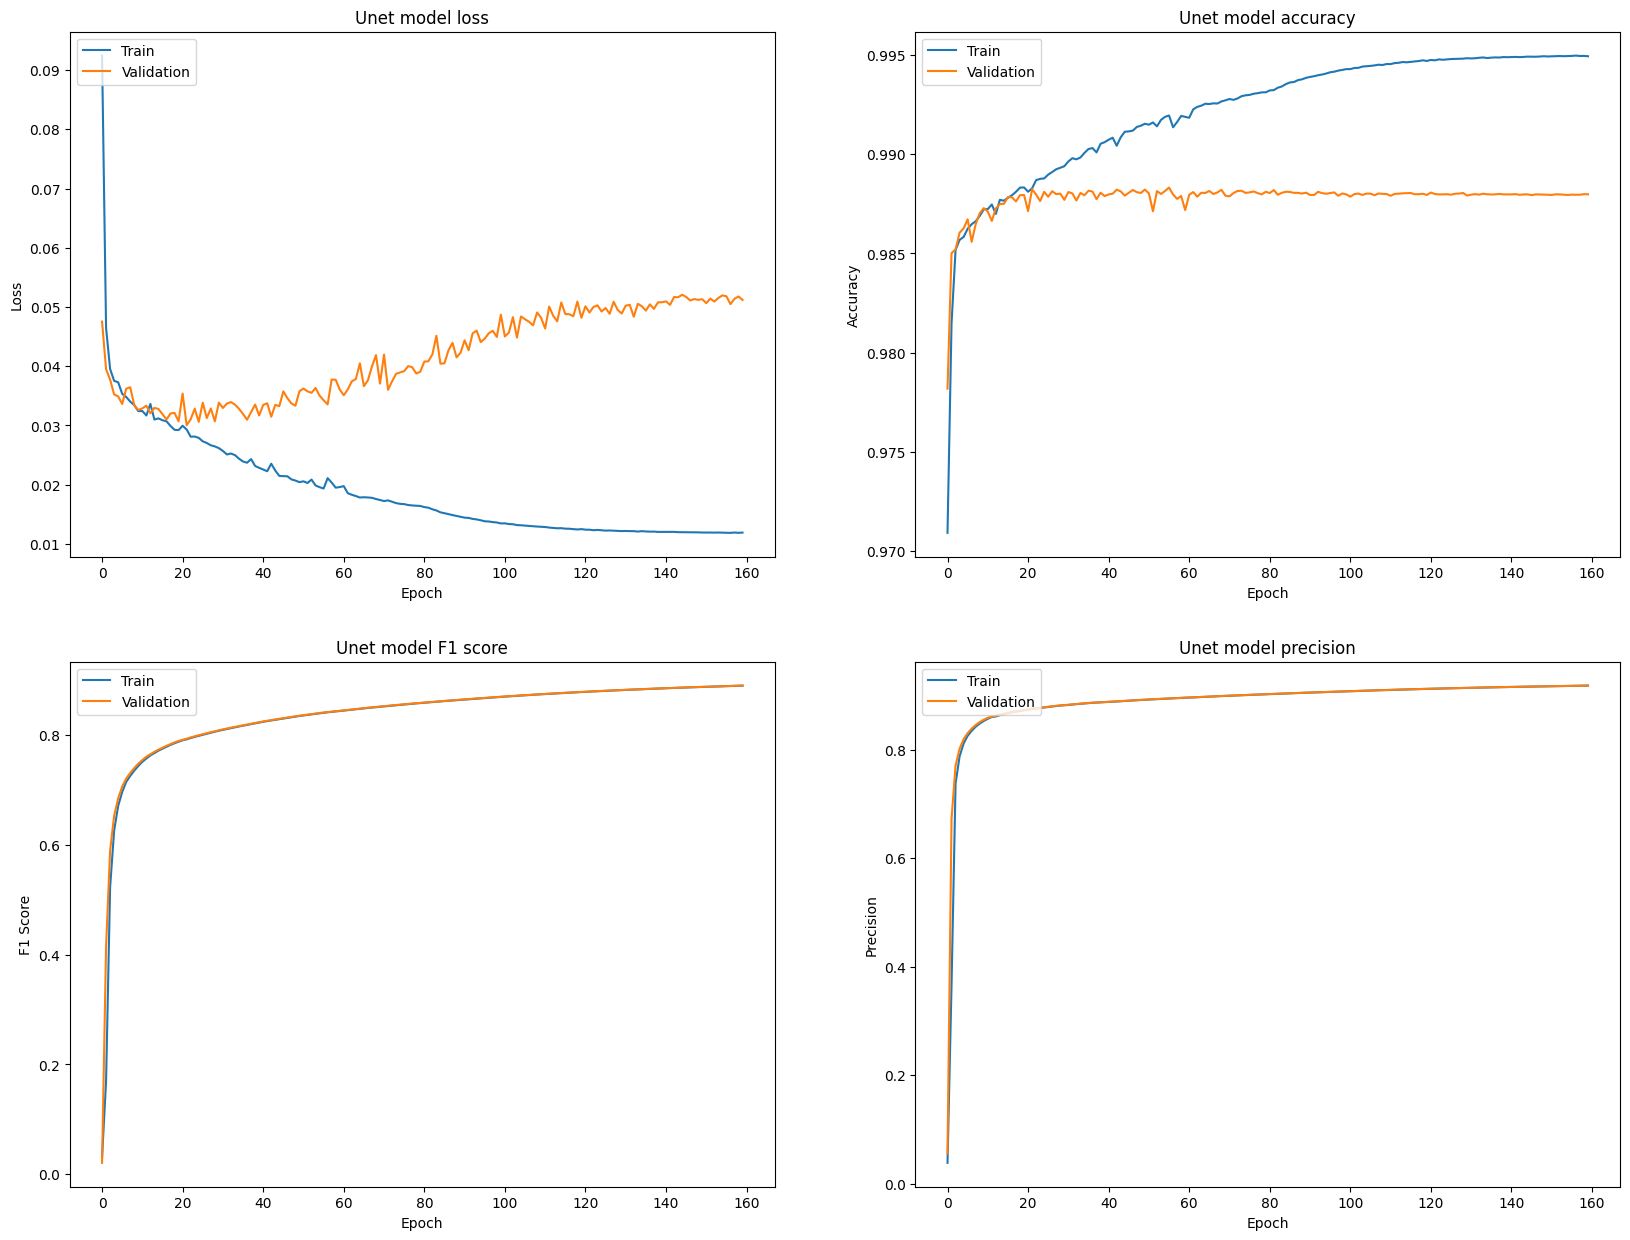 Unet model loss
Train
Validation
0.09
0.08
0.07
0.06
0.05
0.04
0.03
0.02
0.01
Loss
0 20 40 60 80 100 120 140 160
Epoch
Unet model accuracy
Train
Validation
0.995
0.990
0.985
0.980
0.975
0.970
Accuracy
0 20 40 60 80 100 120 140 160
Epoch
Unet model F1 score
Train
Validation
0.8
0.6
0.4
0.2
0.0
F1 Score
0 20 40 60 80 100 120 140 160
Epoch
Unet model precision
Train
Validation
0.8
0.6
0.4
0.2
0.0
Precision
0 20 40 60 80 100 120 140 160
Epoch